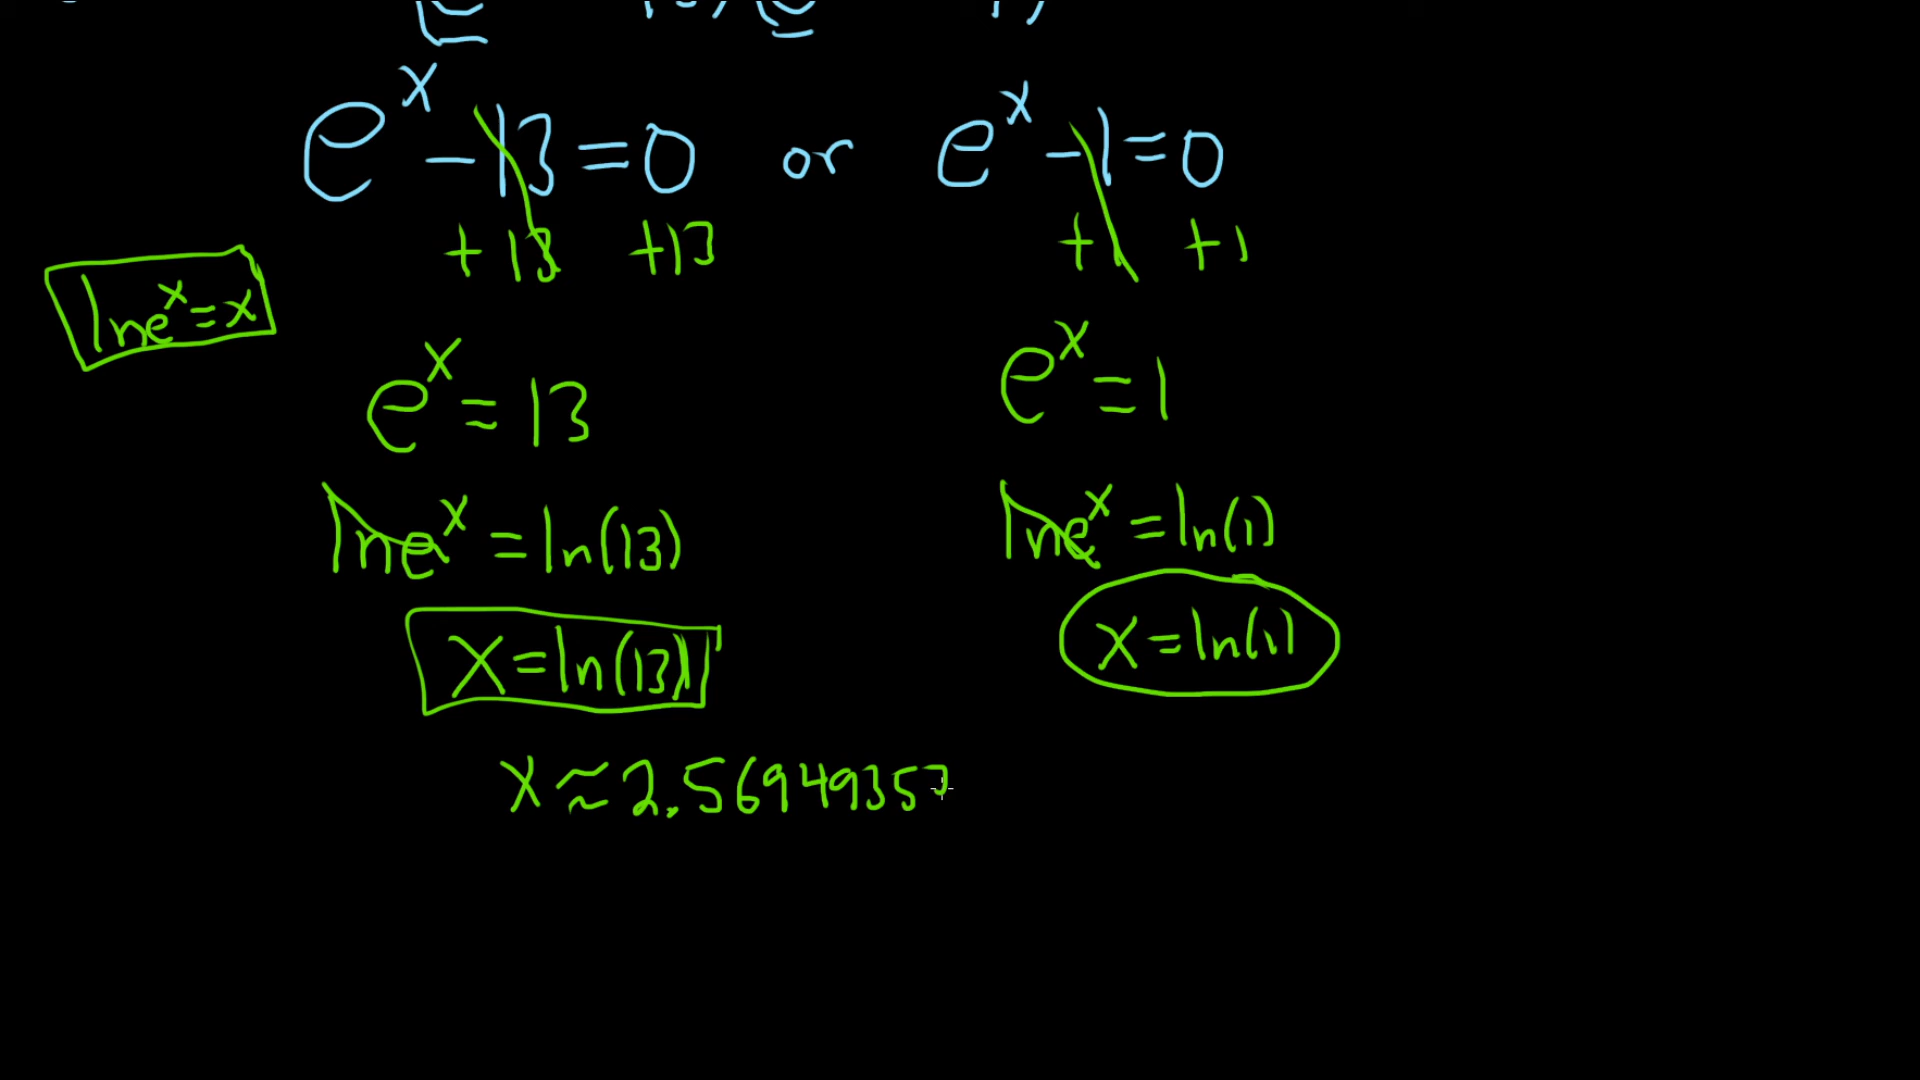 e^x - 13 = 0 or e^x - 1 = 0
+13 +13 +1 +1
ln e^x = x
e^x = 13 e^x = 1
ln e^x = ln(13) ln e^x = ln(1)
x = ln(13) x = ln(1)
x ≈ 2.56949357